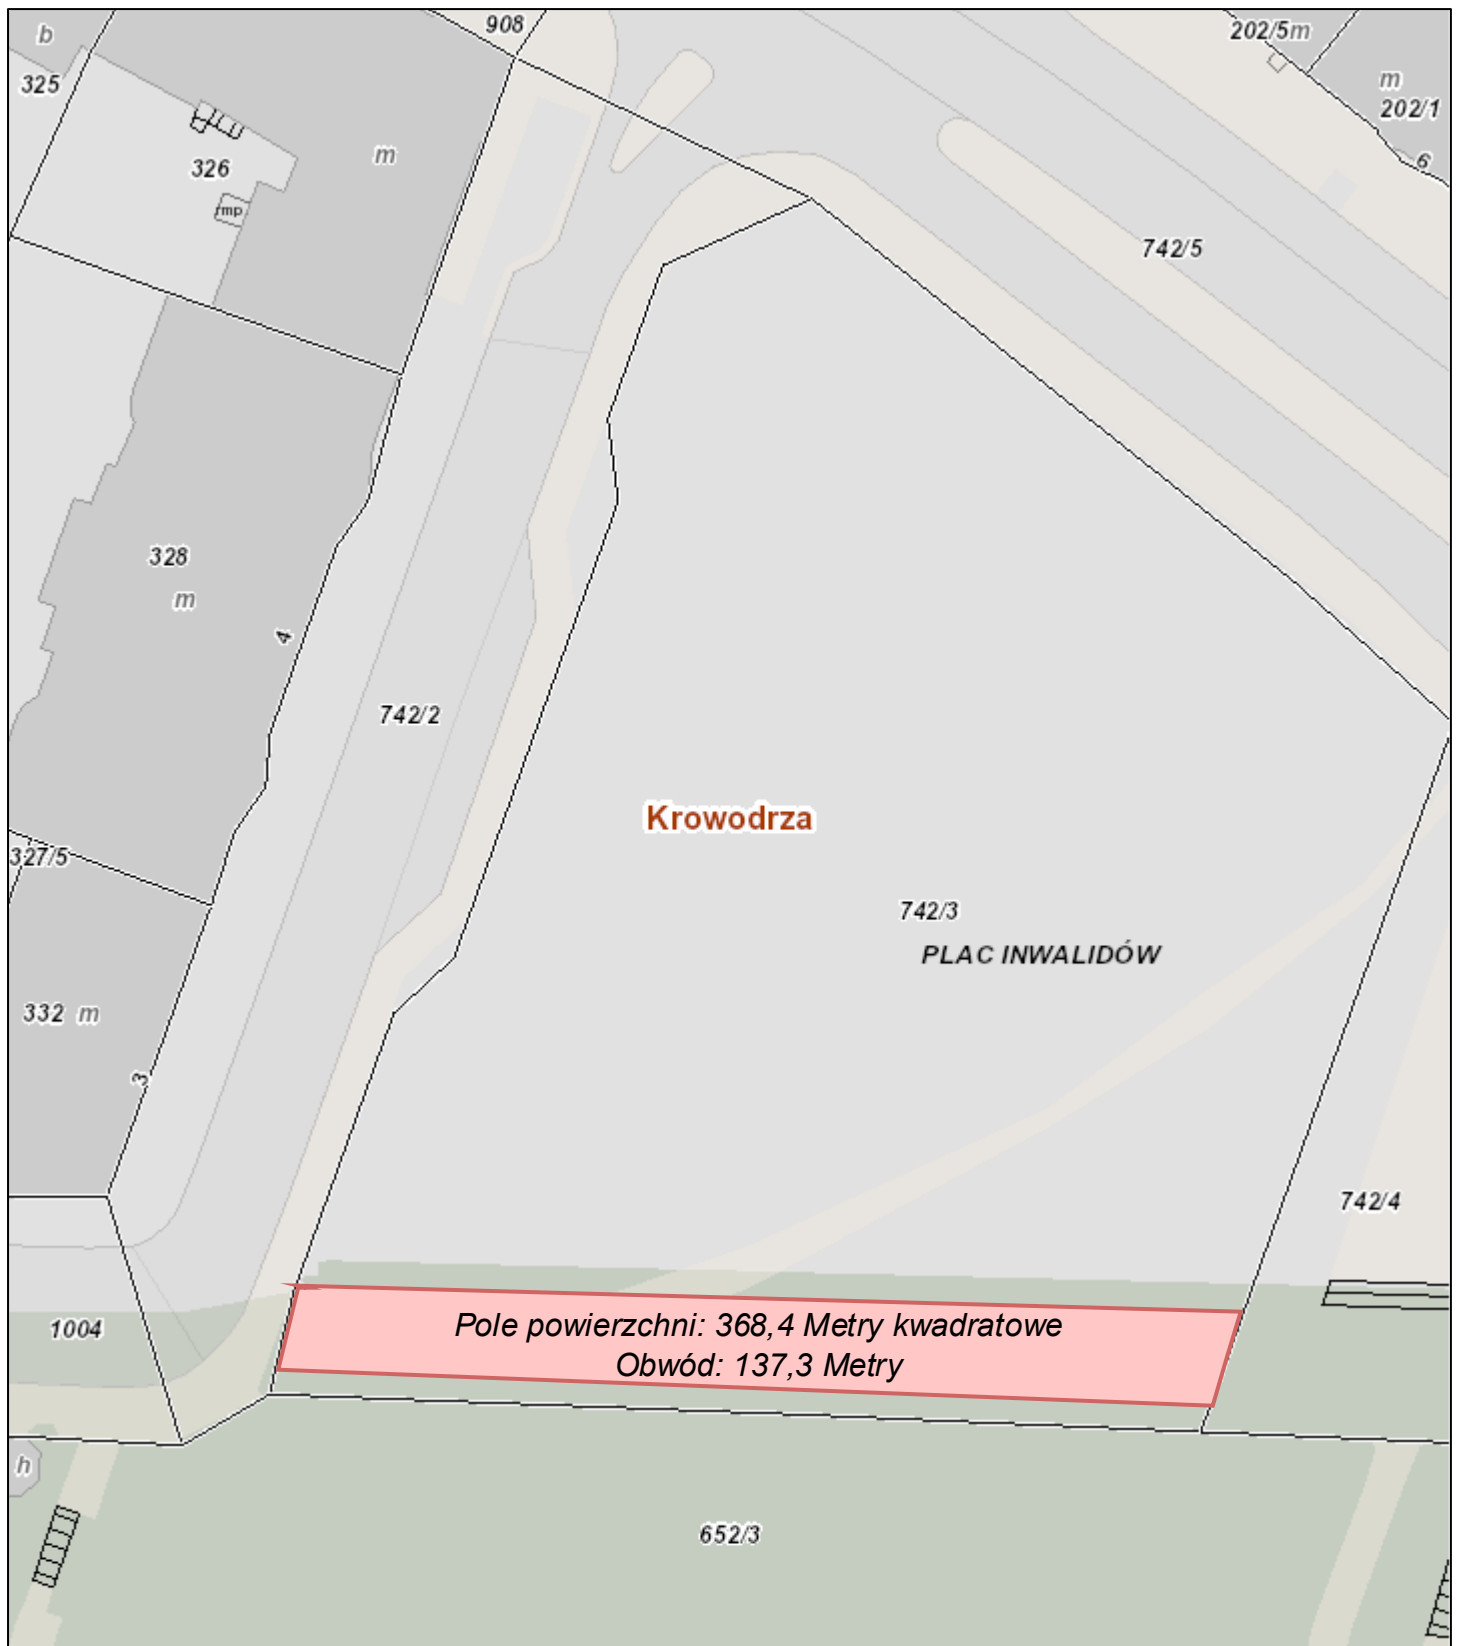 908
202/5m
b
325
m
202/1
6
m
326
rmp
742/5
328
m
4
742/2
Krowodrza
327/5
742/3
PLAC INWALIDÓW
332 m
3
742/4
1004
Pole powierzchni: 368,4 Metry kwadratowe
Obwód: 137,3 Metry
h
652/3